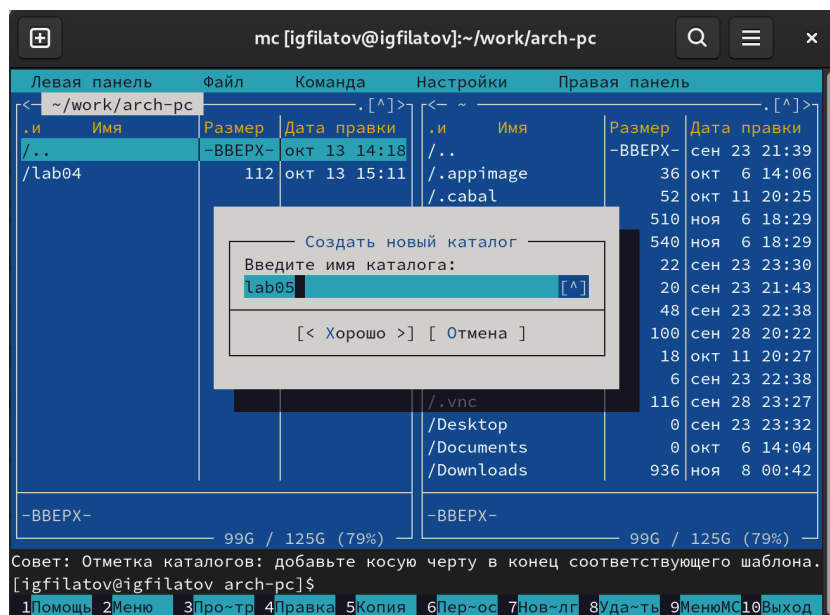 mc [igfilatov@igfilatov]:~/work/arch-pc
Левая панель Файл Команда Настройки Правая панель
<─ ~/work/arch-pc .[^]>
.и Имя Размер Дата правки
/.. -ВВЕРХ- окт 13 14:18
/lab04 112 окт 13 15:11
-ВВЕРХ-
99G / 125G (79%)
<─ ~ .[^]>
.и Имя Размер Дата правки
/.. -ВВЕРХ- сен 23 21:39
/.appimage 36 окт 6 14:06
/.cabal 52 окт 11 20:25
510 ноя 6 18:29
540 ноя 6 18:29
22 сен 23 23:30
20 сен 23 21:43
48 сен 23 22:38
100 сен 28 20:22
18 окт 11 20:27
6 сен 23 22:38
/.vnc 116 сен 28 23:27
/Desktop 0 сен 23 23:32
/Documents 0 окт 6 14:04
/Downloads 936 ноя 8 00:42
-ВВЕРХ-
99G / 125G (79%)
Создать новый каталог
Введите имя каталога:
lab05 [^]
[< Хорошо >] [ Отмена ]
Совет: Отметка каталогов: добавьте косую черту в конец соответствующего шаблона.
[igfilatov@igfilatov arch-pc]$
1Помощь 2Меню 3Про~тр 4Правка 5Копия 6Пер~ос 7Нов~лг 8Уда~ть 9МенюMC 10Выход